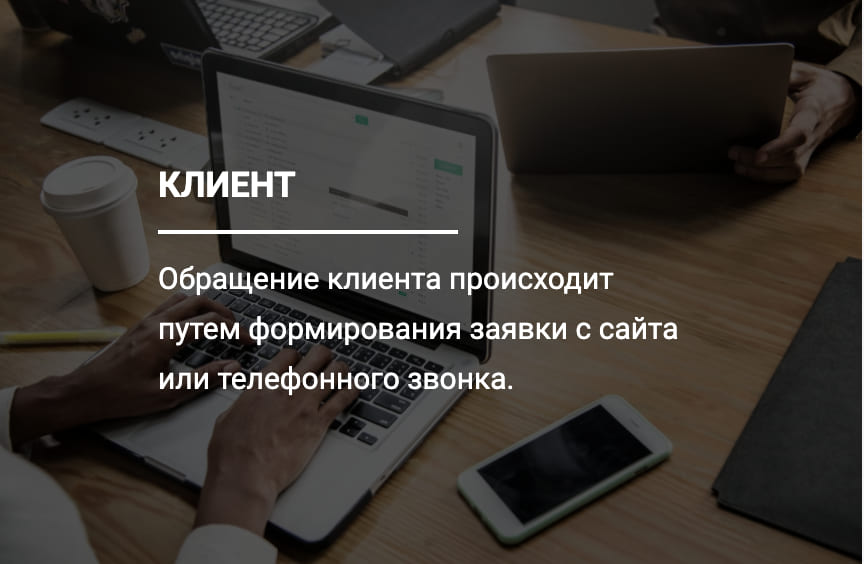 КЛИЕНТ
Обращение клиента происходит
путем формирования заявки с сайта
или телефонного звонка.